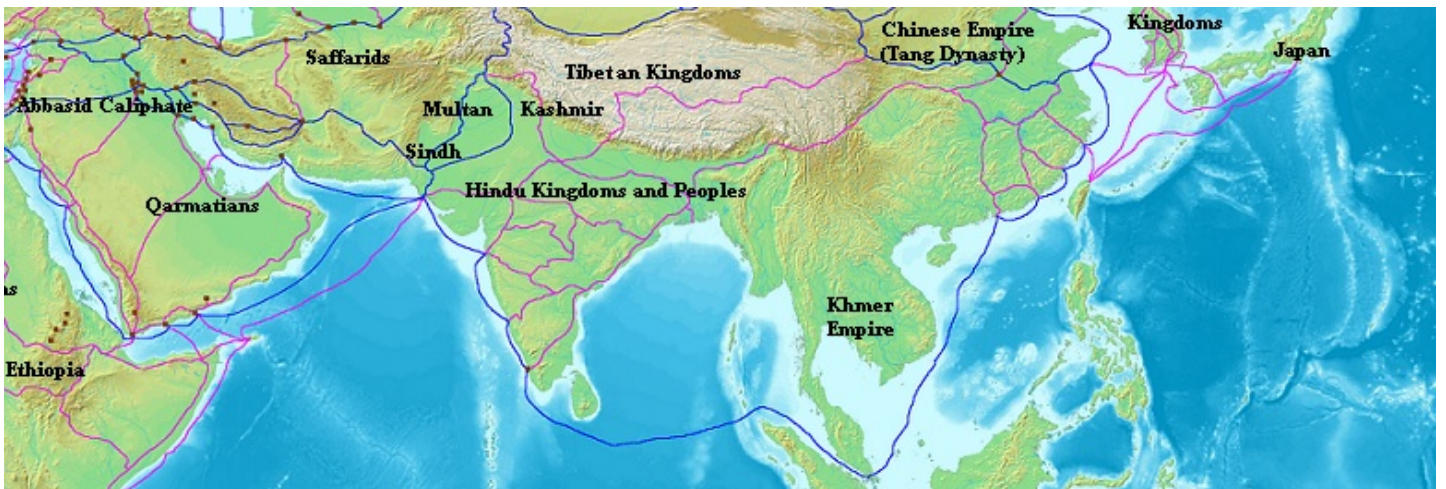 Kingdoms
Chinese Empire
(Tang Dynasty)
Japan
Saffarids
Tibetan Kingdoms
Abbasid Caliphate
Multan
Kashmir
Sindh
Hindu Kingdoms and Peoples
Qarmatians
as
Khmer
Empire
Ethiopia